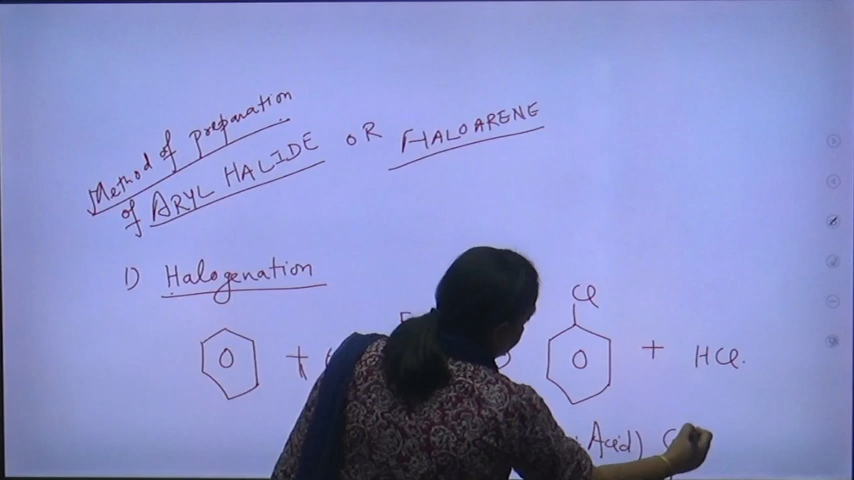 Method of preparation
of ARYL HALIDE OR HALOARENE
1) Halogenation
Cl
+ + HCl.
Acid)